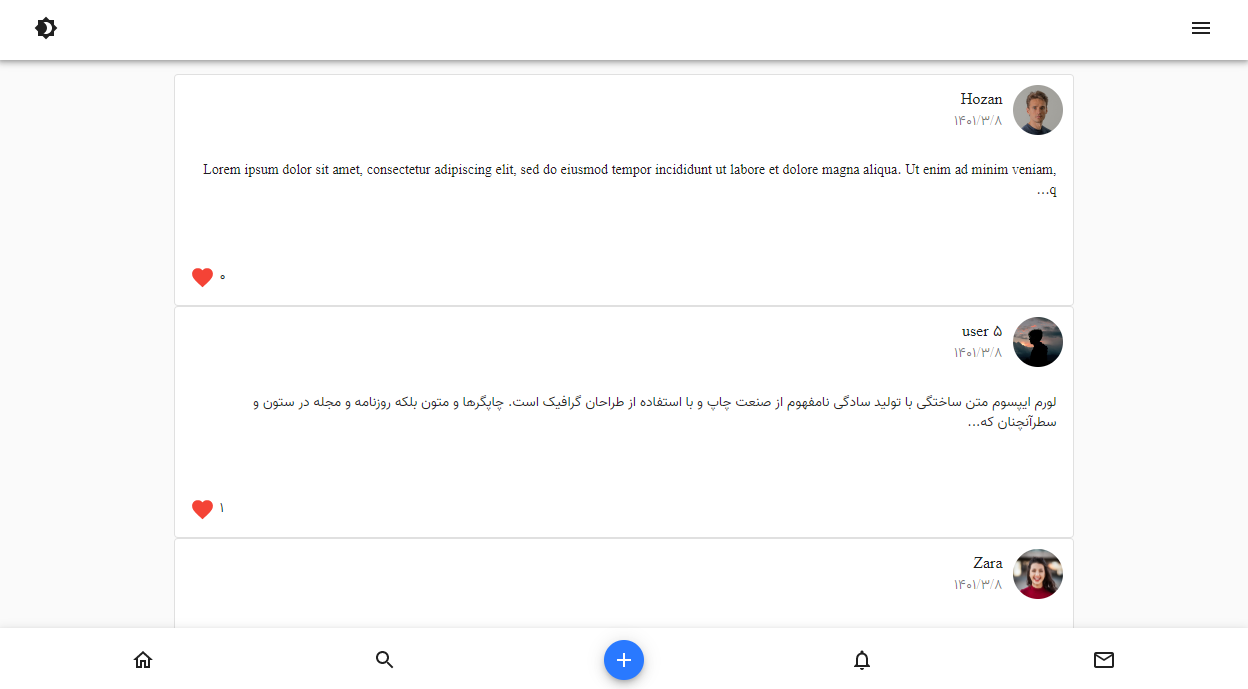 Hozan
۱۴۰۱/۳/۸
Lorem ipsum dolor sit amet, consectetur adipiscing elit, sed do eiusmod tempor incididunt ut labore et dolore magna aliqua. Ut enim ad minim veniam,
q...
۰
user ۵
۱۴۰۱/۳/۸
لورم ایپسوم متن ساختگی با تولید سادگی نامفهوم از صنعت چاپ و با استفاده از طراحان گرافیک است. چاپگرها و متون بلکه روزنامه و مجله در ستون و
سطرآنچنان که...
۱
Zara
۱۴۰۱/۳/۸